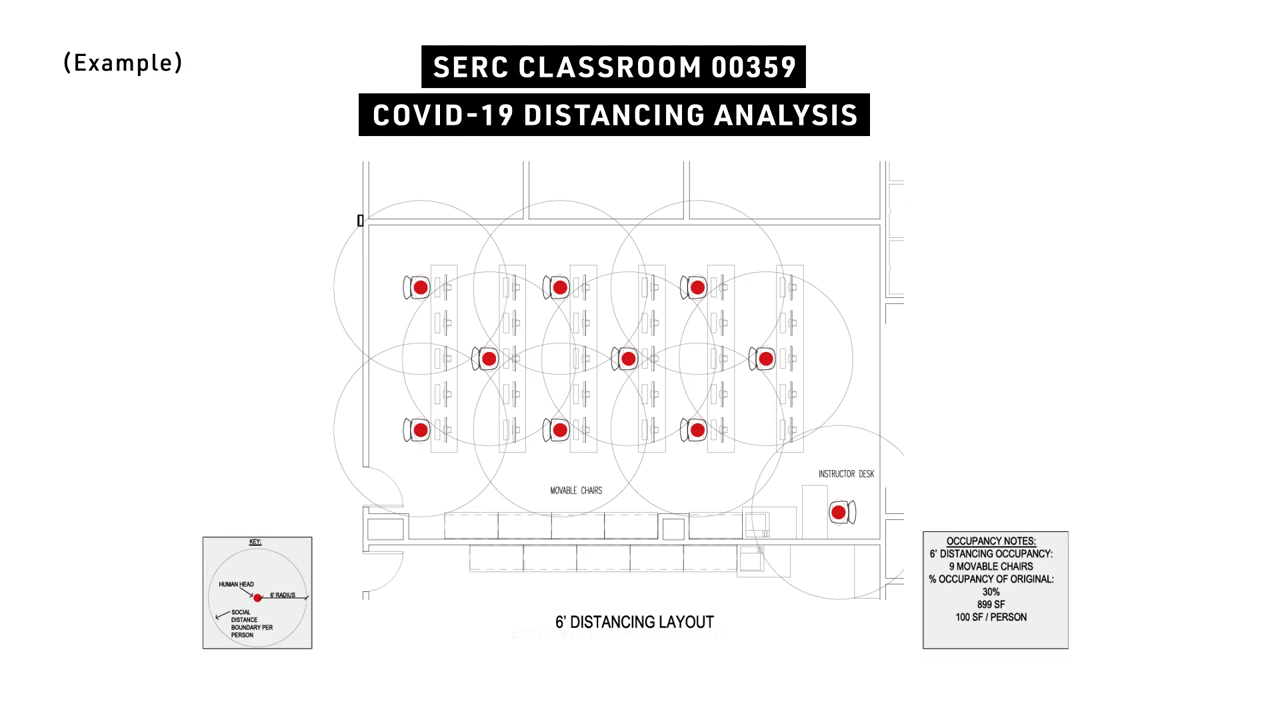 (Example)
SERC CLASSROOM 00359
COVID-19 DISTANCING ANALYSIS
INSTRUCTOR DESK
MOVABLE CHAIRS
KEY:
HUMAN HEAD
6' RADIUS
SOCIAL
DISTANCE
BOUNDARY PER
PERSON
OCCUPANCY NOTES:
6' DISTANCING OCCUPANCY:
9 MOVABLE CHAIRS
% OCCUPANCY OF ORIGINAL:
30%
899 SF
100 SF / PERSON
6' DISTANCING LAYOUT